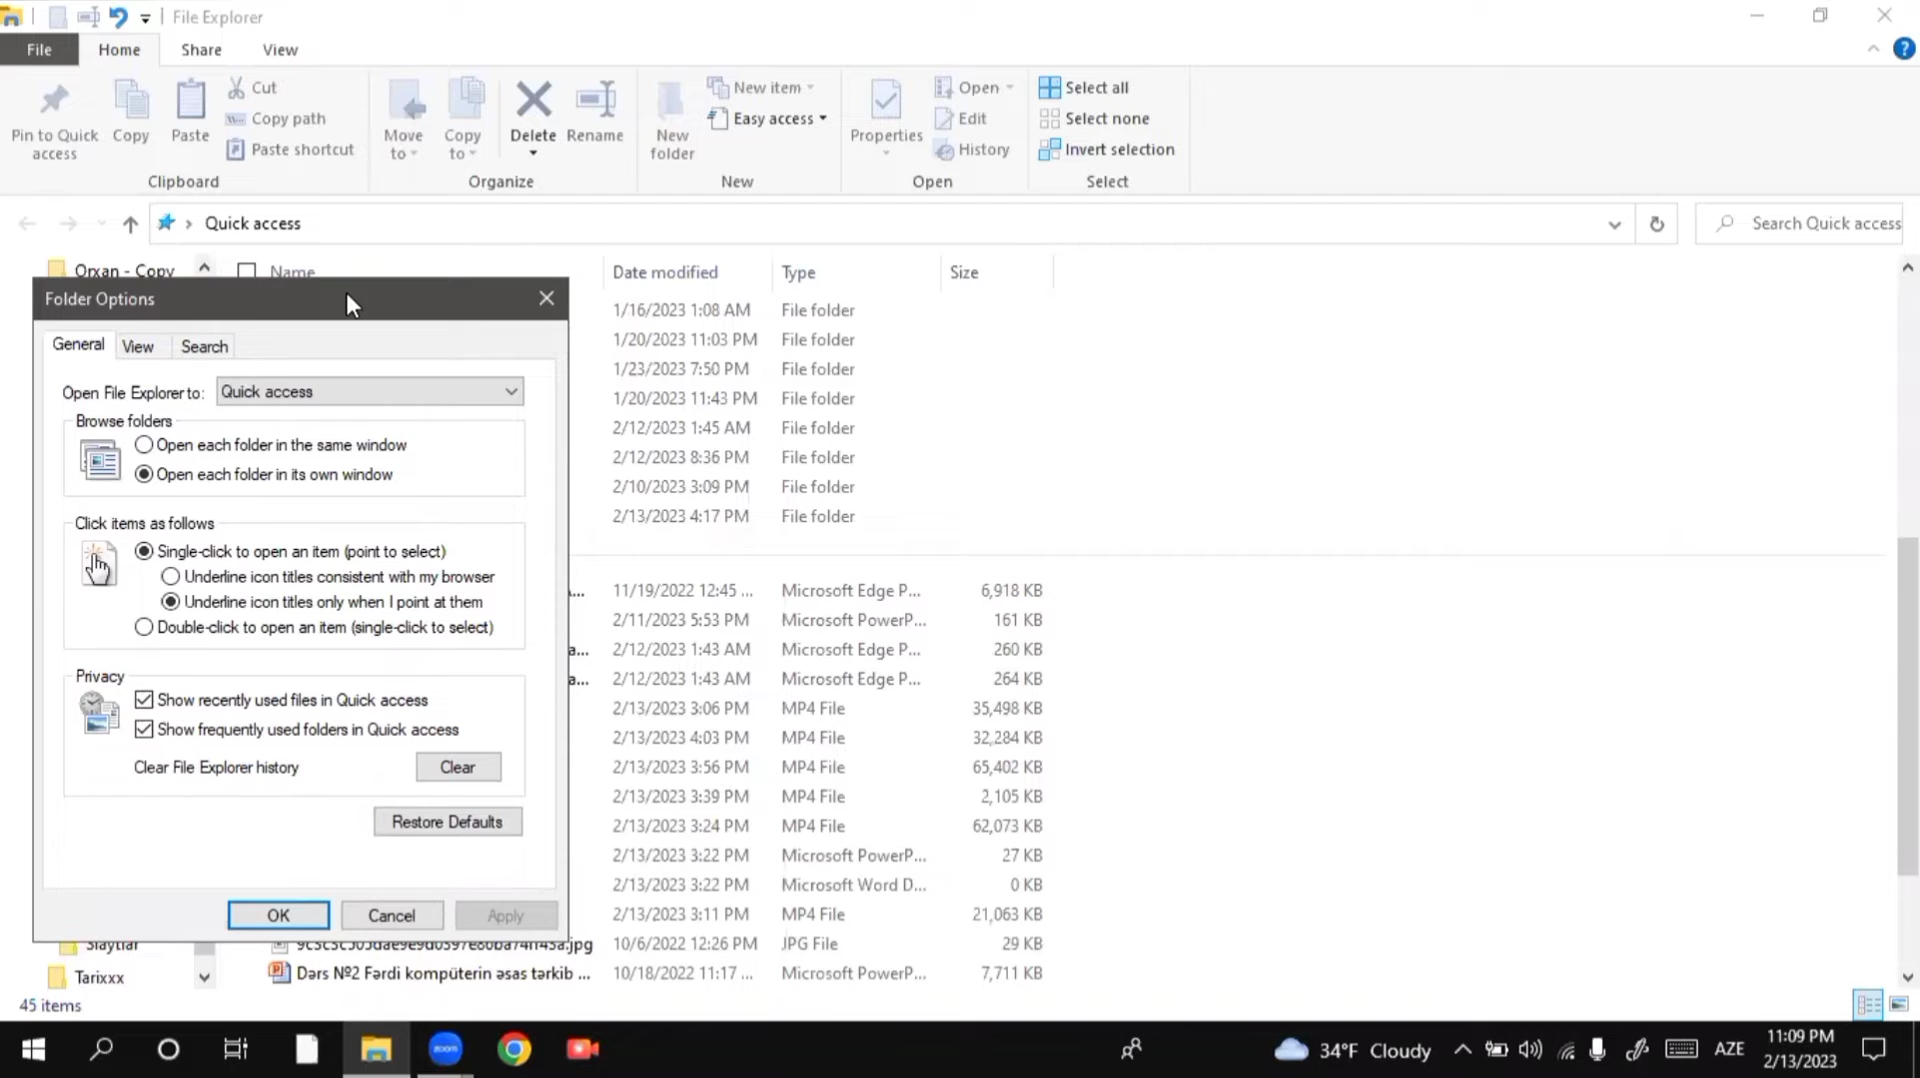 File Explorer
File Home Share View
Pin to Quick access
Copy
Paste
Cut
Copy path
Paste shortcut
Clipboard
Move to
Copy to
Delete
Rename
Organize
New folder
New item
Easy access
New
Properties
Open
Edit
History
Open
Select all
Select none
Invert selection
Select
Quick access
Search Quick access
Orxan - Copy
Name Date modified Type Size
Folder Options
General View Search
Open File Explorer to: Quick access
Browse folders
Open each folder in the same window
Open each folder in its own window
Click items as follows
Single-click to open an item (point to select)
Underline icon titles consistent with my browser
Underline icon titles only when I point at them
Double-click to open an item (single-click to select)
Privacy
Show recently used files in Quick access
Show frequently used folders in Quick access
Clear File Explorer history Clear
Restore Defaults
OK Cancel Apply
1/16/2023 1:08 AM File folder
1/20/2023 11:03 PM File folder
1/23/2023 7:50 PM File folder
1/20/2023 11:43 PM File folder
2/12/2023 1:45 AM File folder
2/12/2023 8:36 PM File folder
2/10/2023 3:09 PM File folder
2/13/2023 4:17 PM File folder
11/19/2022 12:45 ... Microsoft Edge P... 6,918 KB
2/11/2023 5:53 PM Microsoft PowerP... 161 KB
a... 2/12/2023 1:43 AM Microsoft Edge P... 260 KB
a... 2/12/2023 1:43 AM Microsoft Edge P... 264 KB
2/13/2023 3:06 PM MP4 File 35,498 KB
2/13/2023 4:03 PM MP4 File 32,284 KB
2/13/2023 3:56 PM MP4 File 65,402 KB
2/13/2023 3:39 PM MP4 File 2,105 KB
2/13/2023 3:24 PM MP4 File 62,073 KB
2/13/2023 3:22 PM Microsoft PowerP... 27 KB
2/13/2023 3:22 PM Microsoft Word D... 0 KB
2/13/2023 3:11 PM MP4 File 21,063 KB
Slaytlar 10/6/2022 12:26 PM JPG File 29 KB
Tarixxx Dərs №2 Fərdi kompüterin əsas tərkib ... 10/18/2022 11:17 ... Microsoft PowerP... 7,711 KB
45 items
zoom
34°F Cloudy
AZE
11:09 PM
2/13/2023